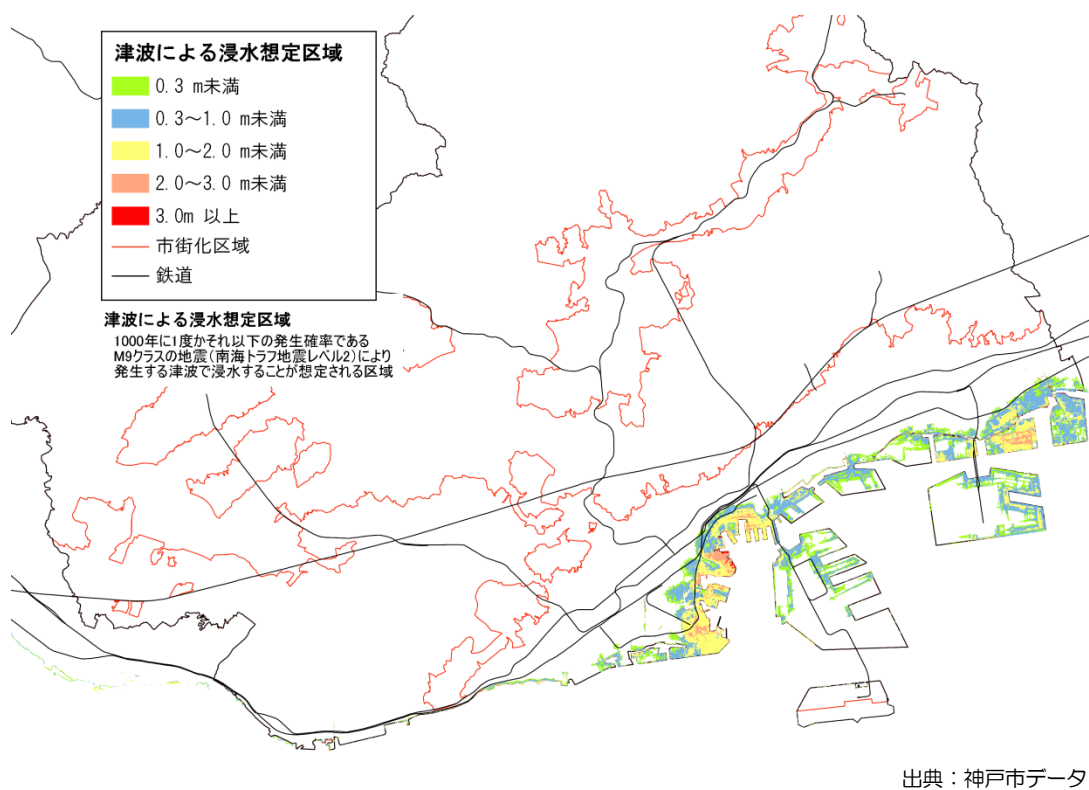 津波による浸水想定区域
0.3 m未満
0.3～1.0 m未満
1.0～2.0 m未満
2.0～3.0 m未満
3.0m 以上
市街化区域
鉄道
津波による浸水想定区域
1000年に1度かそれ以下の発生確率である
M9クラスの地震(南海トラフ地震レベル2)により
発生する津波で浸水することが想定される区域
出典：神戸市データ